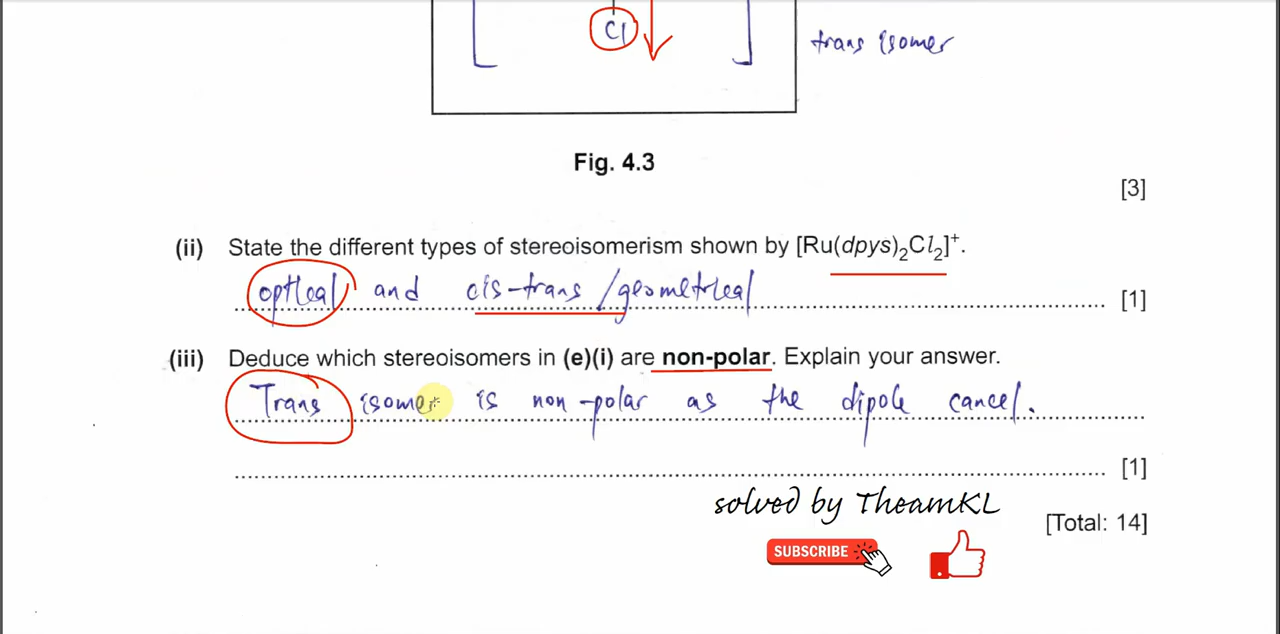 Cl
trans isomer
Fig. 4.3
[3]
(ii) State the different types of stereoisomerism shown by [Ru(dpys)₂Cl₂]⁺.
optical and cis-trans/geometrical [1]
(iii) Deduce which stereoisomers in (e)(i) are non-polar. Explain your answer.
Trans isomer is non-polar as the dipole cancel.
[1]
solved by TheamKL
[Total: 14]
SUBSCRIBE